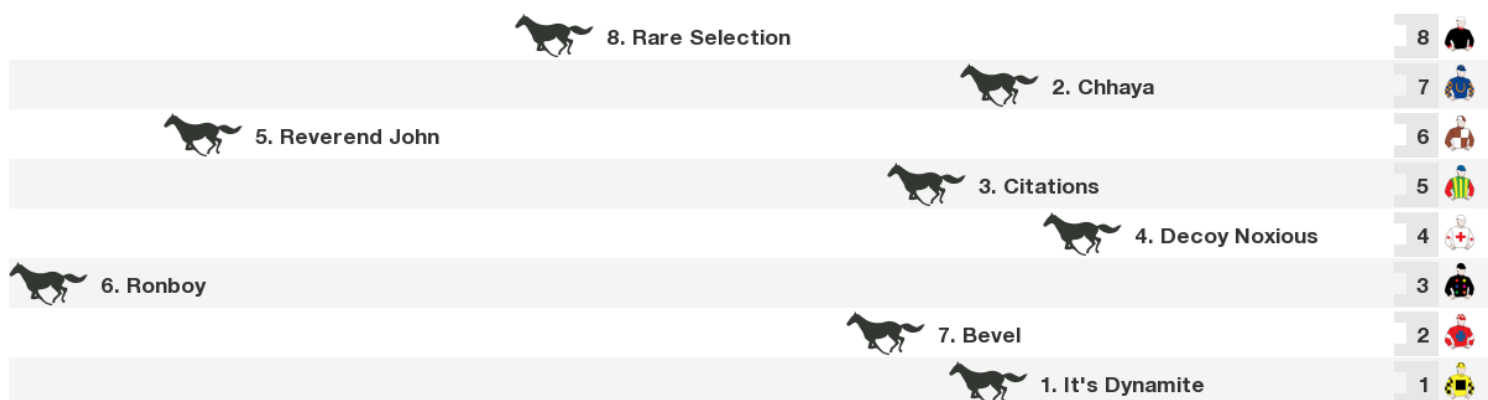 8. Rare Selection 8
2. Chhaya 7
5. Reverend John 6
3. Citations 5
4. Decoy Noxious 4
6. Ronboy 3
7. Bevel 2
1. It's Dynamite 1